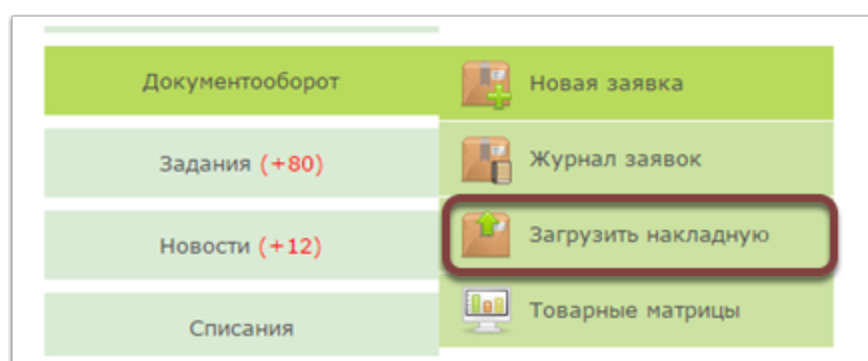 Документооборот
Новая заявка
Задания (+80)
Журнал заявок
Новости (+12)
Загрузить накладную
Списания
Товарные матрицы